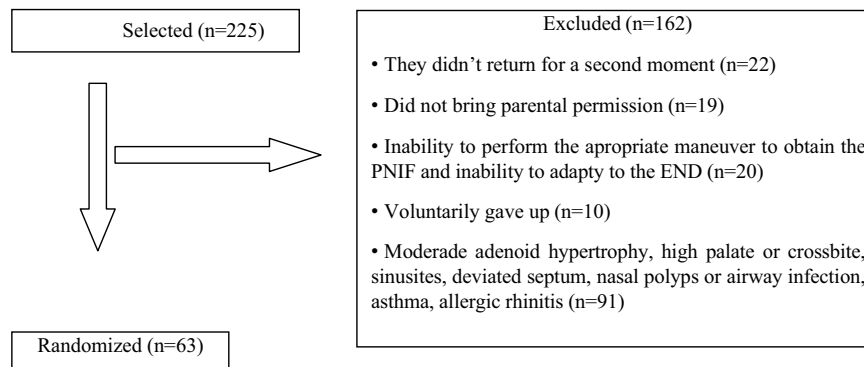 Selected (n=225)
Excluded (n=162)
• They didn’t return for a second moment (n=22)
• Did not bring parental permission (n=19)
• Inability to perform the apropriate maneuver to obtain the
PNIF and inability to adapty to the END (n=20)
• Voluntarily gave up (n=10)
• Moderade adenoid hypertrophy, high palate or crossbite,
sinusites, deviated septum, nasal polyps or airway infection,
asthma, allergic rhinitis (n=91)
Randomized (n=63)